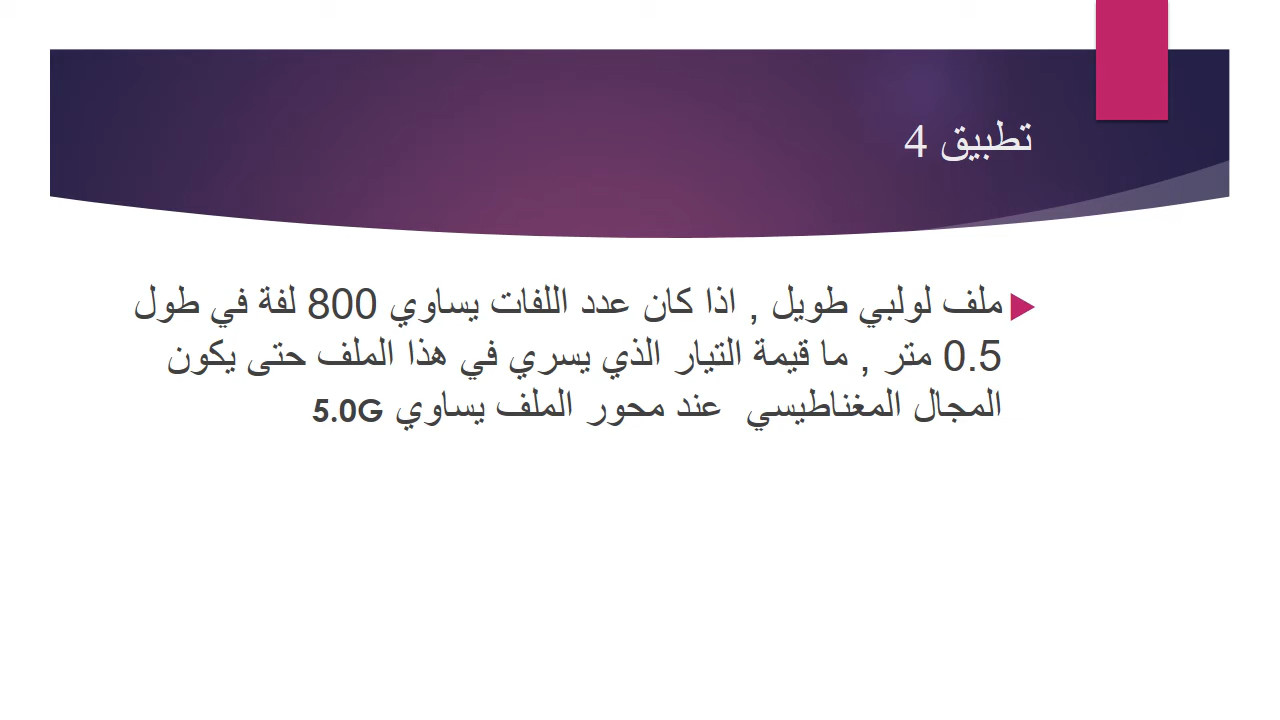 تطبيق 4
ملف لولبي طويل , اذا كان عدد اللفات يساوي 800 لفة في طول
0.5 متر , ما قيمة التيار الذي يسري في هذا الملف حتى يكون
المجال المغناطيسي عند محور الملف يساوي 5.0G